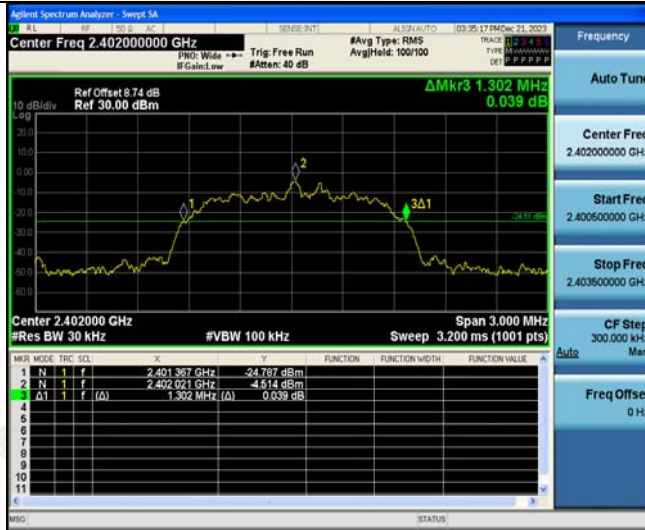 Agilent Spectrum Analyzer - Swept SA
RL RF 50 Ω AC SENSE:INT ALIGN AUTO 03:35:17 PM Dec 21, 2023
Center Freq 2.402000000 GHz
PNO: Wide
IFGain:Low
Trig: Free Run
#Atten: 40 dB
#Avg Type: RMS
Avg|Hold: 100/100
TRACE 1 2 3 4 5
TYPE M
DET P P P P P P
Ref Offset 8.74 dB
10 dB/div Ref 30.00 dBm
Log
ΔMkr3 1.302 MHz
0.039 dB
20.0
10.0
0.00
-10.0
-20.0
-30.0
-40.0
-50.0
-60.0
1
2
3Δ1
-24.51 dBm
Center 2.402000 GHz Span 3.000 MHz
#Res BW 30 kHz #VBW 100 kHz Sweep 3.200 ms (1001 pts)
MKR MODE TRC SCL X Y FUNCTION FUNCTION WIDTH FUNCTION VALUE
1 N 1 f 2.401 367 GHz -24.787 dBm
2 N 1 f 2.402 021 GHz -4.514 dBm
3 Δ1 1 f (Δ) 1.302 MHz (Δ) 0.039 dB
4
5
6
7
8
9
10
11
MSG STATUS
Frequency
Auto Tune
Center Freq
2.402000000 GHz
Start Freq
2.400500000 GHz
Stop Freq
2.403500000 GHz
CF Step
300.000 kHz
Auto Man
Freq Offset
0 Hz